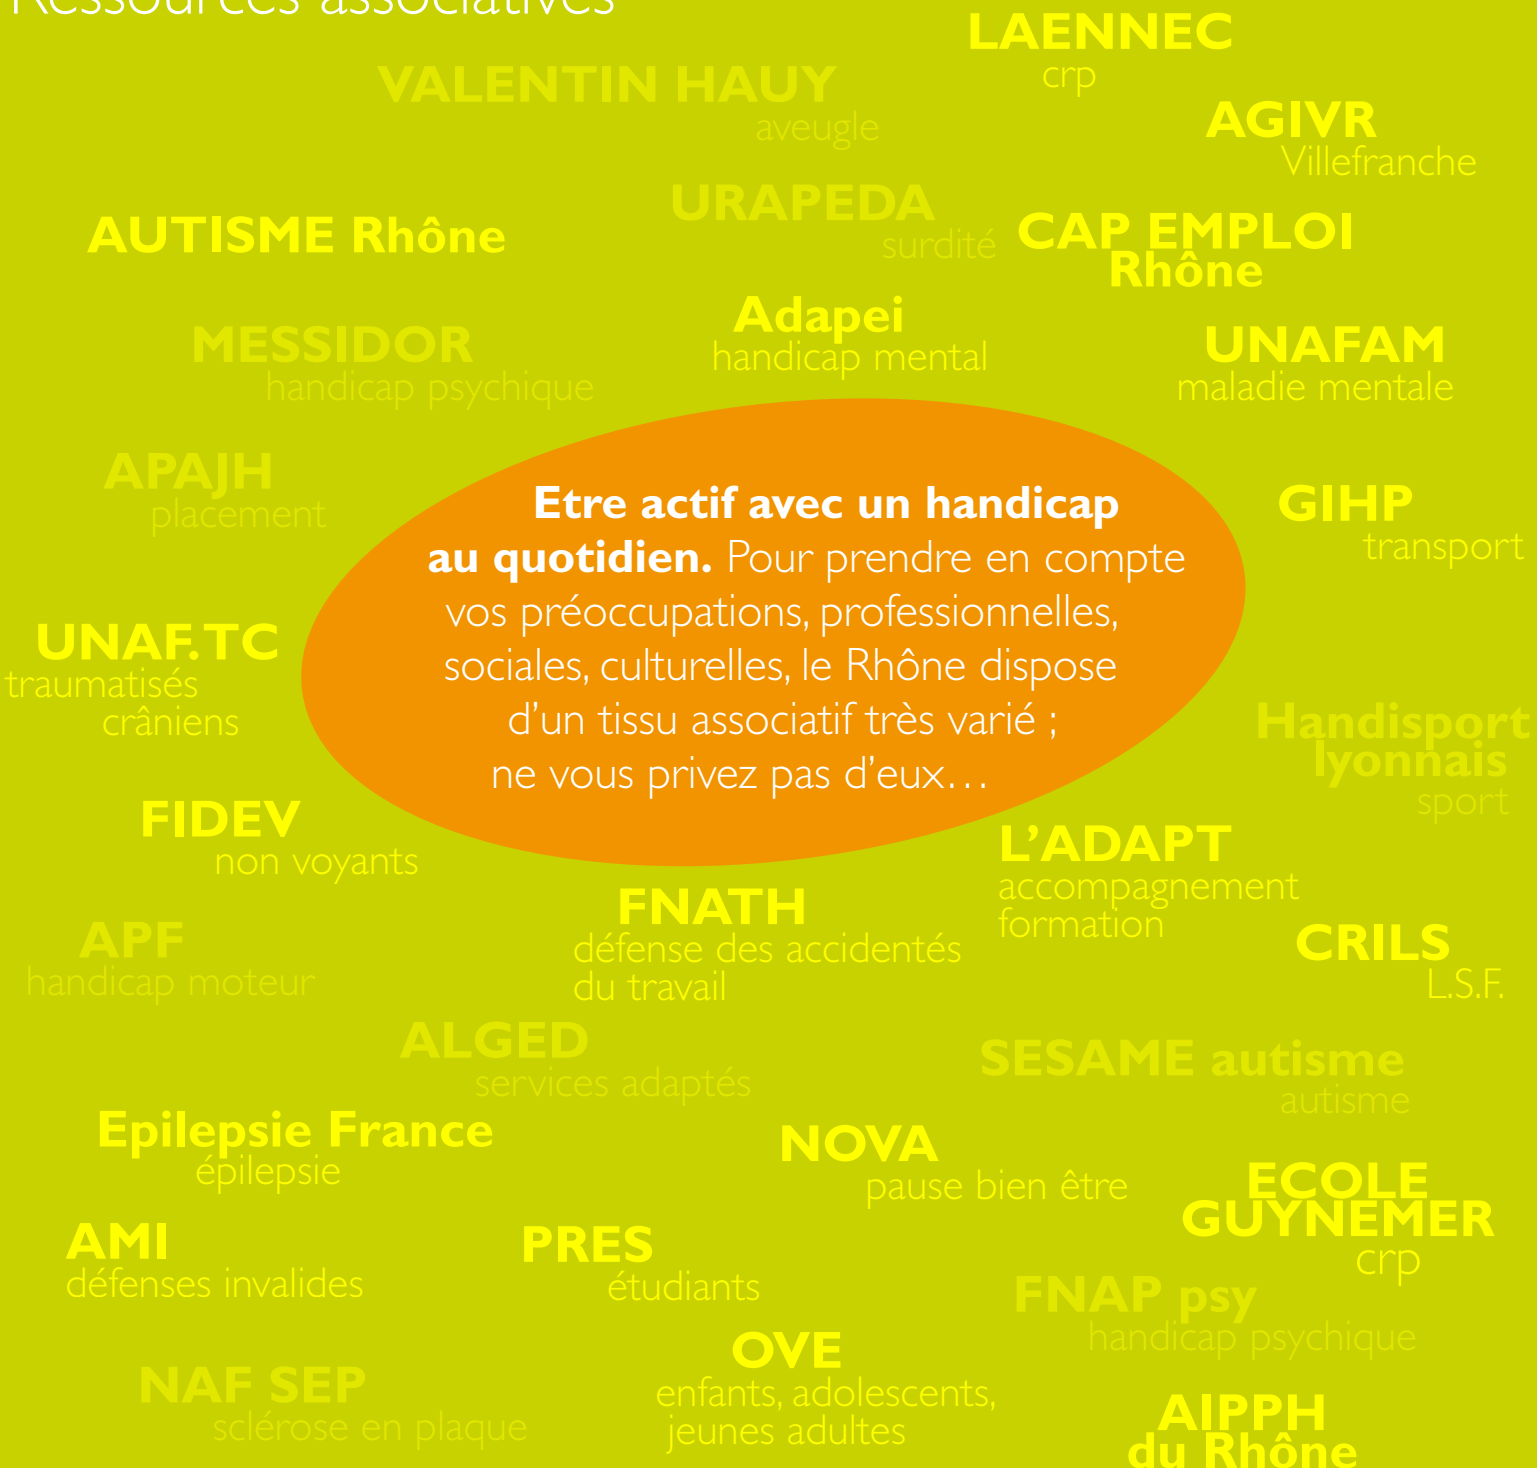 Ressources associatives
LAENNEC
crp
VALENTIN HAUY
aveugle
AGIVR
Villefranche
URAPEDA
surdité
AUTISME Rhône
CAP EMPLOI
Rhône
Adapei
handicap mental
MESSIDOR
handicap psychique
UNAFAM
maladie mentale
APAJH
placement
Etre actif avec un handicap
au quotidien. Pour prendre en compte
vos préoccupations, professionnelles,
sociales, culturelles, le Rhône dispose
d'un tissu associatif très varié ;
ne vous privez pas d'eux…
GIHP
transport
UNAF.TC
traumatisés
crâniens
Handisport
lyonnais
sport
FIDEV
non voyants
L'ADAPT
accompagnement
formation
FNATH
défense des accidentés
du travail
APF
handicap moteur
CRILS
L.S.F.
ALGED
services adaptés
SESAME autisme
autisme
Epilepsie France
épilepsie
NOVA
pause bien être
ECOLE
GUYNEMER
crp
AMI
défenses invalides
PRES
étudiants
FNAP psy
handicap psychique
OVE
enfants, adolescents,
jeunes adultes
NAF SEP
sclérose en plaque
AIPPH
du Rhône